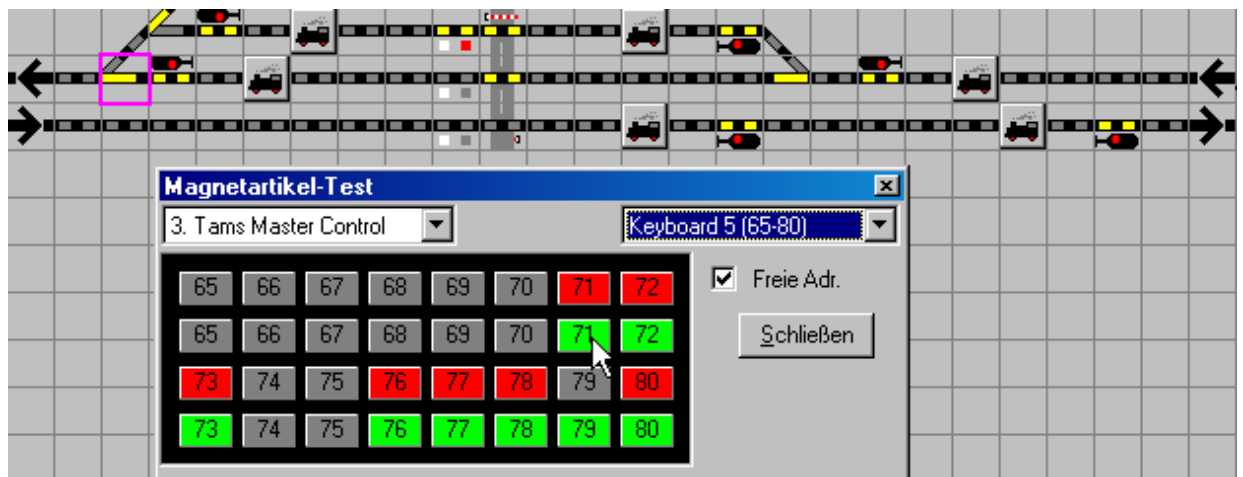 Magnetartikel-Test
3. Tams Master Control Keyboard 5 (65-80)
65 66 67 68 69 70 71 72 Freie Adr.
65 66 67 68 69 70 71 72 Schließen
73 74 75 76 77 78 79 80
73 74 75 76 77 78 79 80